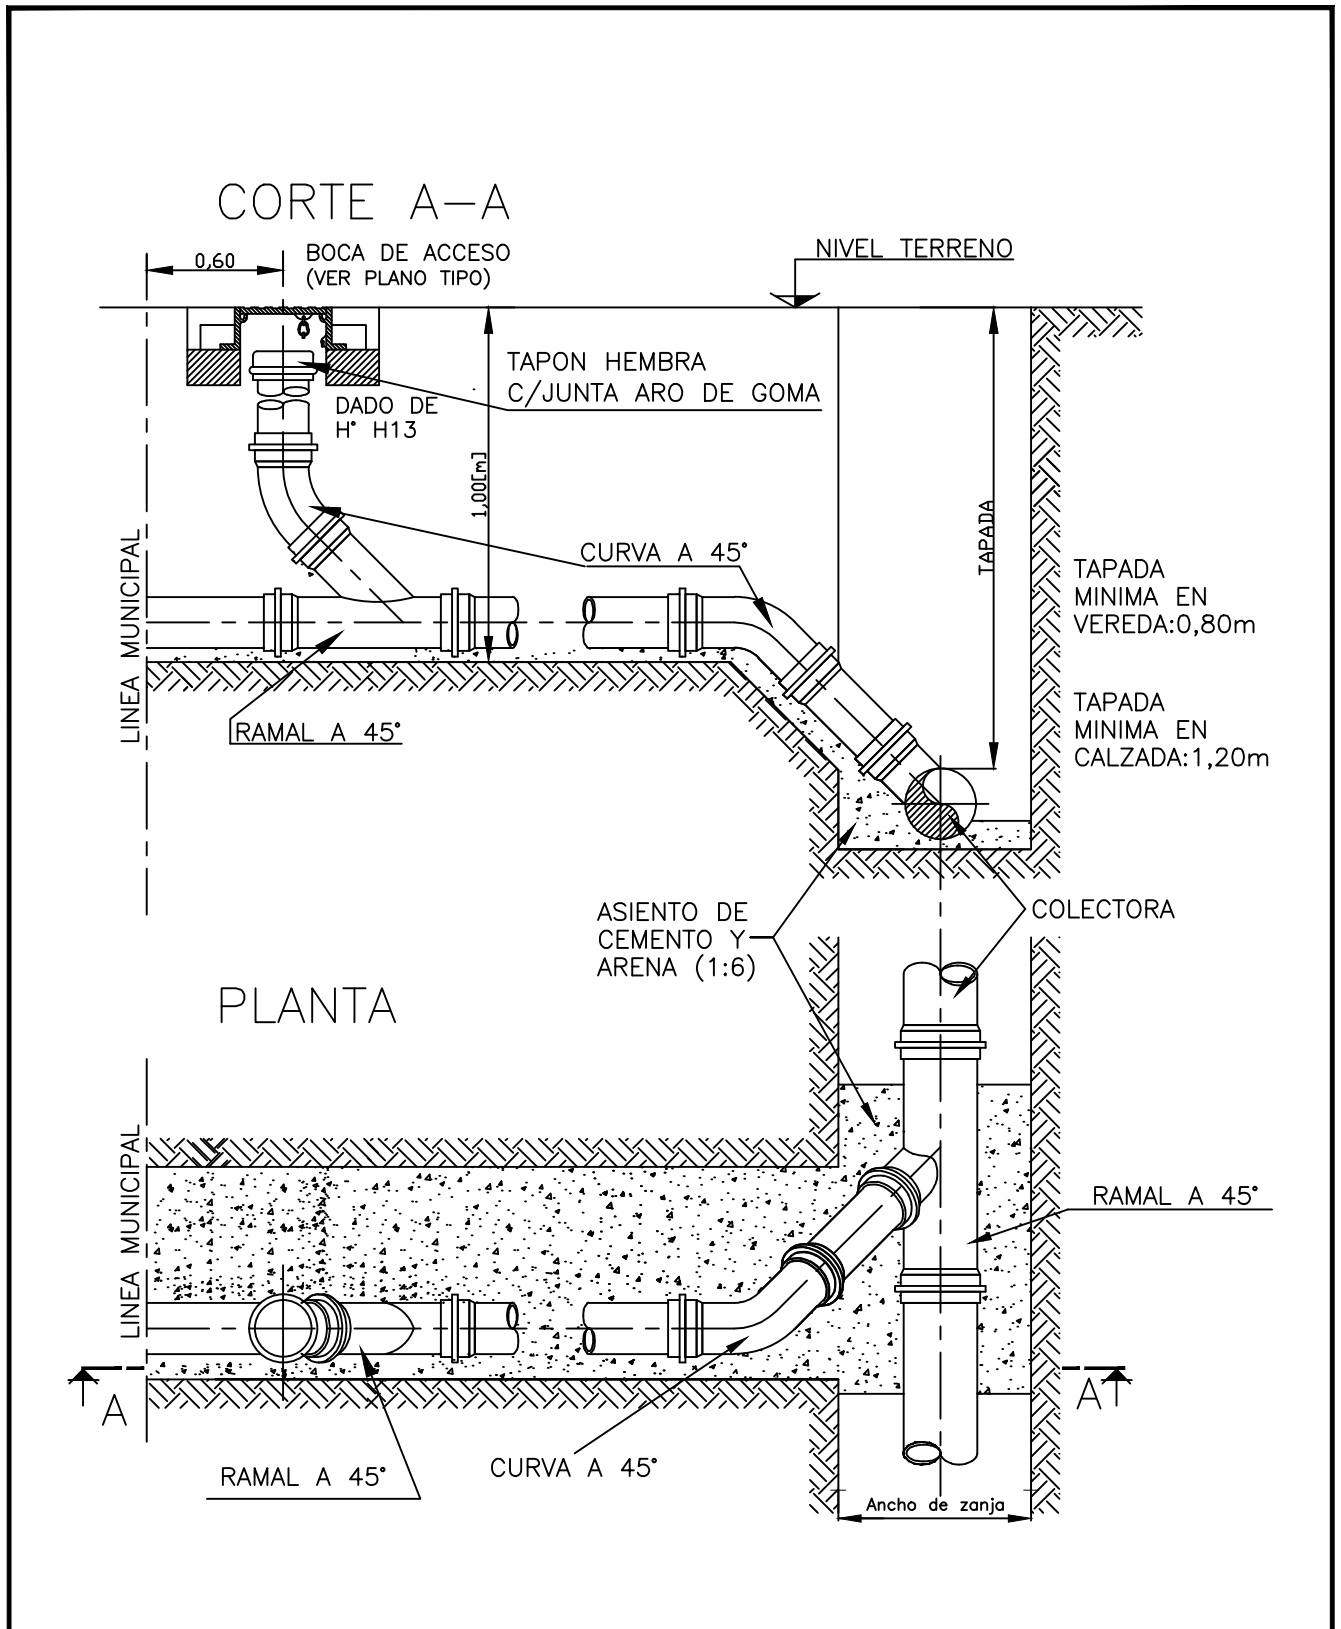 CORTE A-A
0,60
BOCA DE ACCESO
(VER PLANO TIPO)
NIVEL TERRENO
TAPON HEMBRA
C/JUNTA ARO DE GOMA
DADO DE
H° H13
1,00[m]
TAPADA
CURVA A 45°
LINEA MUNICIPAL
TAPADA
MINIMA EN
VEREDA:0,80m
RAMAL A 45°
TAPADA
MINIMA EN
CALZADA:1,20m
ASIENTO DE
CEMENTO Y
ARENA (1:6)
COLECTORA
PLANTA
LINEA MUNICIPAL
RAMAL A 45°
A
A
RAMAL A 45°
CURVA A 45°
Ancho de zanja